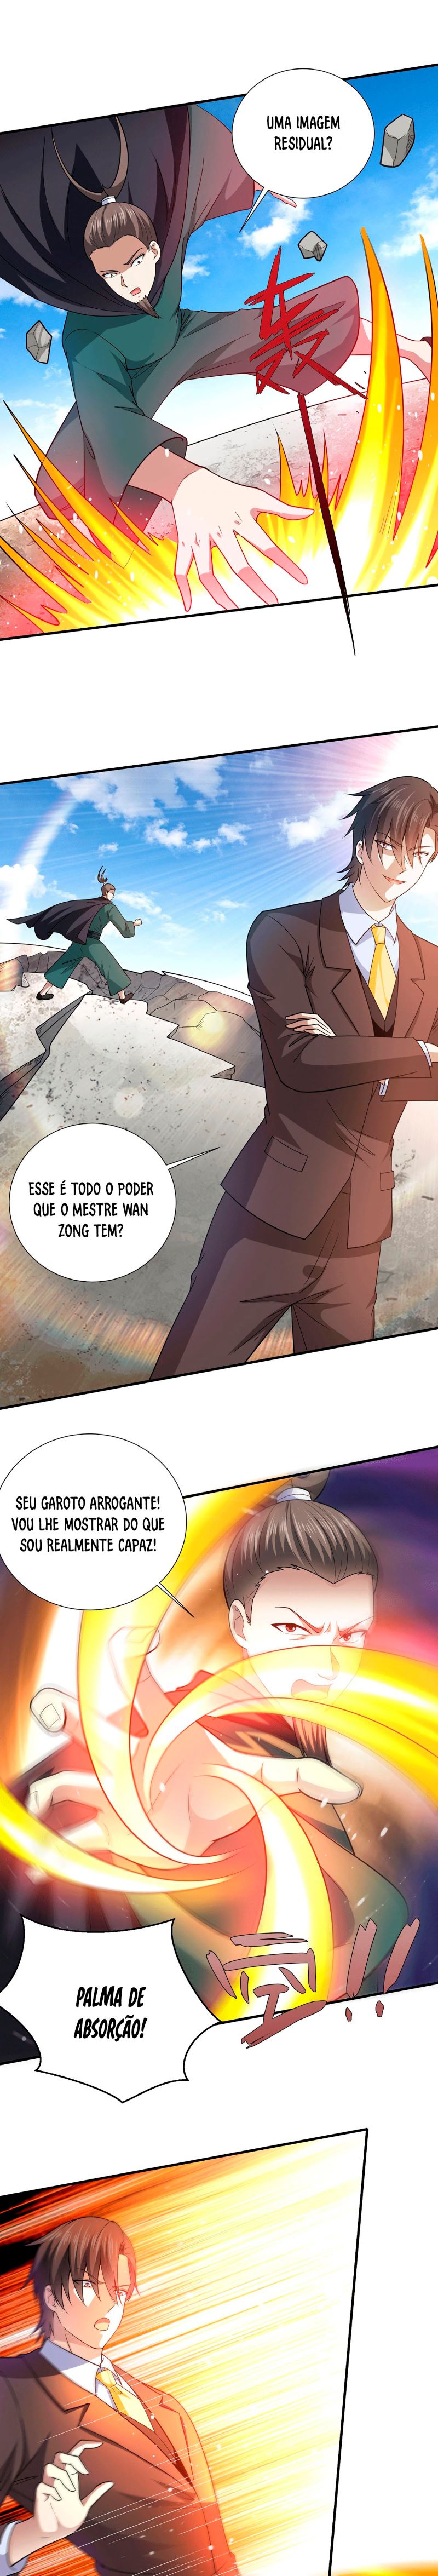 UMA IMAGEM
RESIDUAL?
轰
ESSE É TODO O PODER
QUE O MESTRE WAN
ZONG TEM?
SEU GAROTO ARROGANTE!
VOU LHE MOSTRAR DO QUE
SOU REALMENTE CAPAZ!
PALMA DE
ABSORÇÃO!